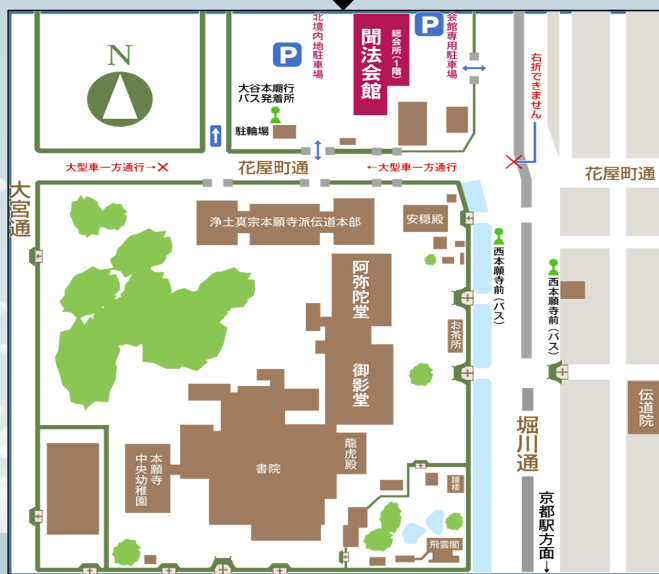 N
P
P
北境内地駐車場
聞法会館
総会所(1階)
会館専用駐車場
大谷本廟行
バス発着所
駐輪場
右折できません
大型車一方通行→×
花屋町通
←大型車一方通行
花屋町通
大宮通
浄土真宗本願寺派伝道本部
安穏殿
阿弥陀堂
西本願寺前(バス)
西本願寺前(バス)
お茶所
御影堂
伝道院
堀川通
龍虎殿
本願寺
中央幼稚園
書院
鐘楼
飛雲閣
京都駅方面→